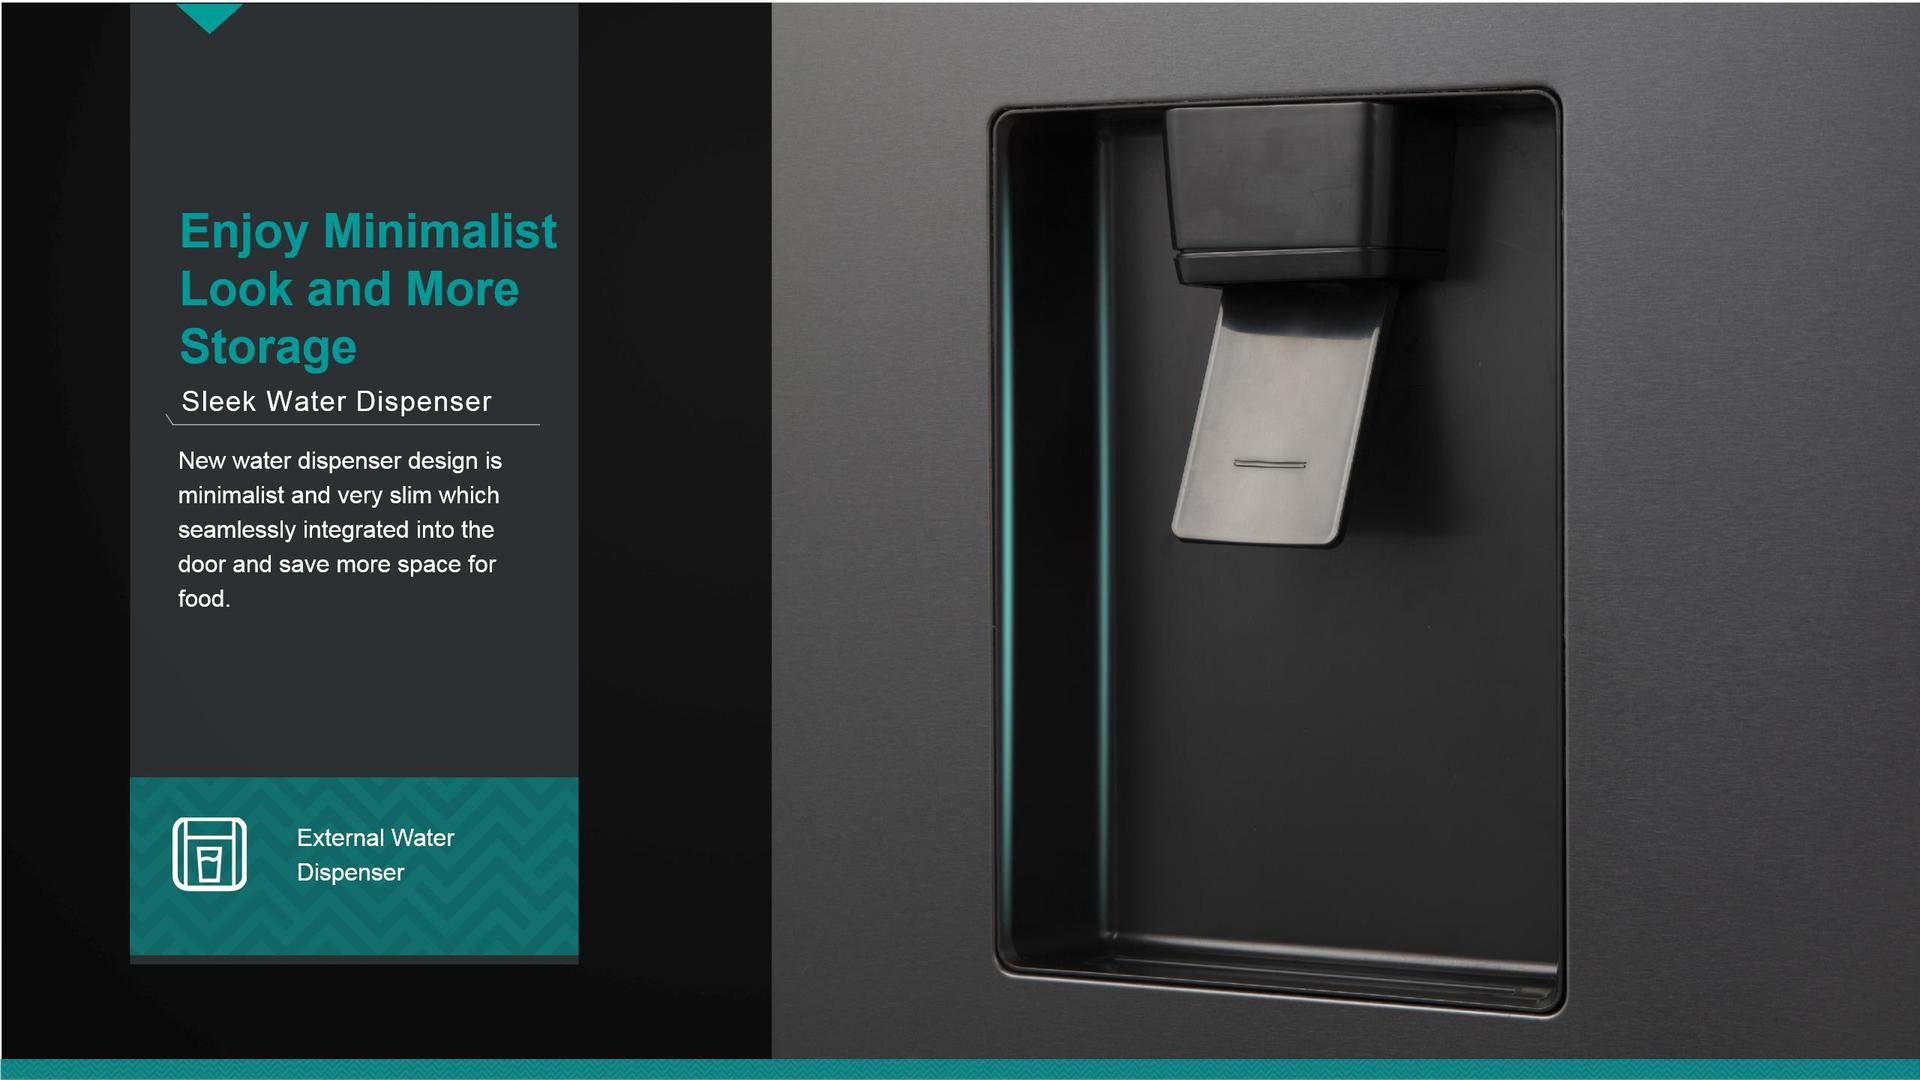 Enjoy Minimalist
Look and More
Storage
Sleek Water Dispenser
New water dispenser design is
minimalist and very slim which
seamlessly integrated into the
door and save more space for
food.
External Water
Dispenser